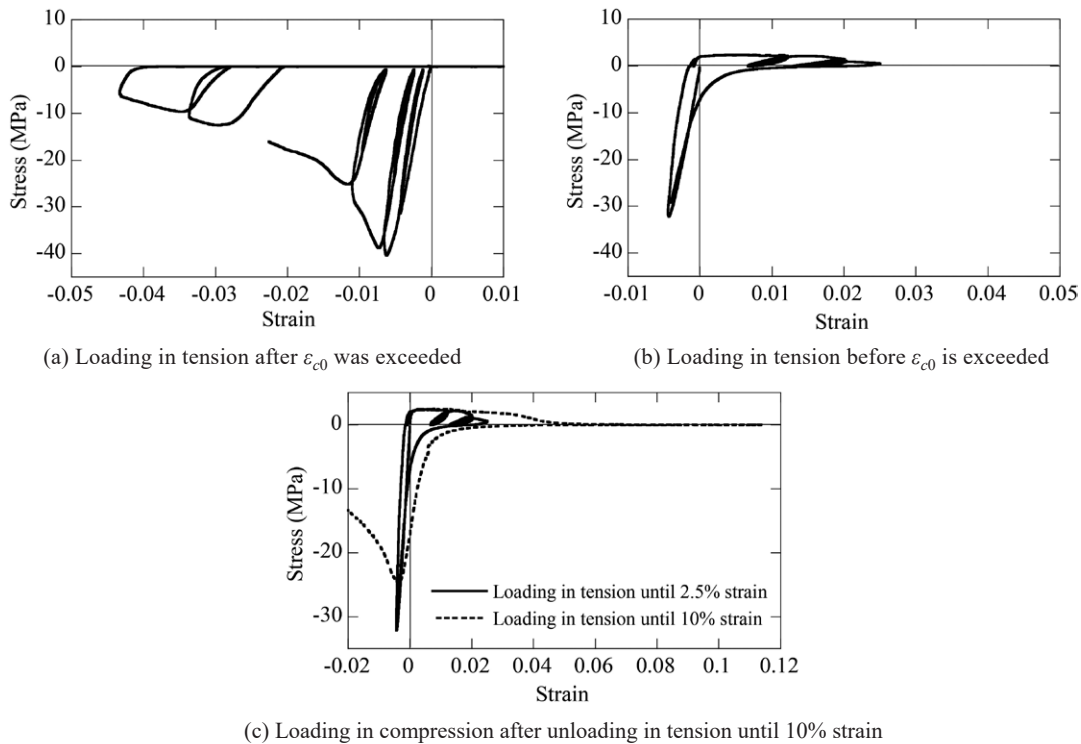 10
0
-10
-20
-30
-40
Stress (MPa)
-0.05 -0.04 -0.03 -0.02 -0.01 0 0.01
Strain
(a) Loading in tension after εc0 was exceeded
10
0
-10
-20
-30
-40
Stress (MPa)
-0.01 0 0.01 0.02 0.03 0.04 0.05
Strain
(b) Loading in tension before εc0 is exceeded
0
-10
-20
-30
Stress (MPa)
Loading in tension until 2.5% strain
Loading in tension until 10% strain
-0.02 0 0.02 0.04 0.06 0.08 0.1 0.12
Strain
(c) Loading in compression after unloading in tension until 10% strain